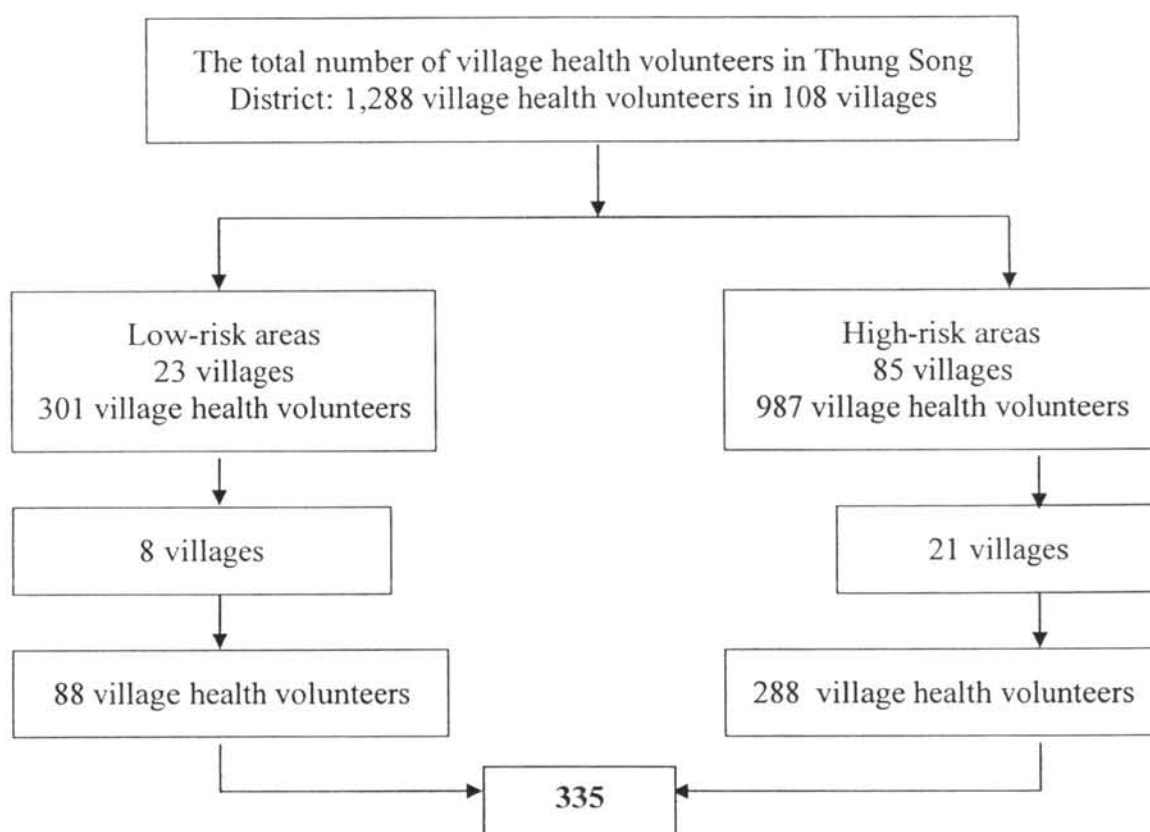 The total number of village health volunteers in Thung Song
District: 1,288 village health volunteers in 108 villages
Low-risk areas
23 villages
301 village health volunteers
High-risk areas
85 villages
987 village health volunteers
8 villages
21 villages
88 village health volunteers
288 village health volunteers
335